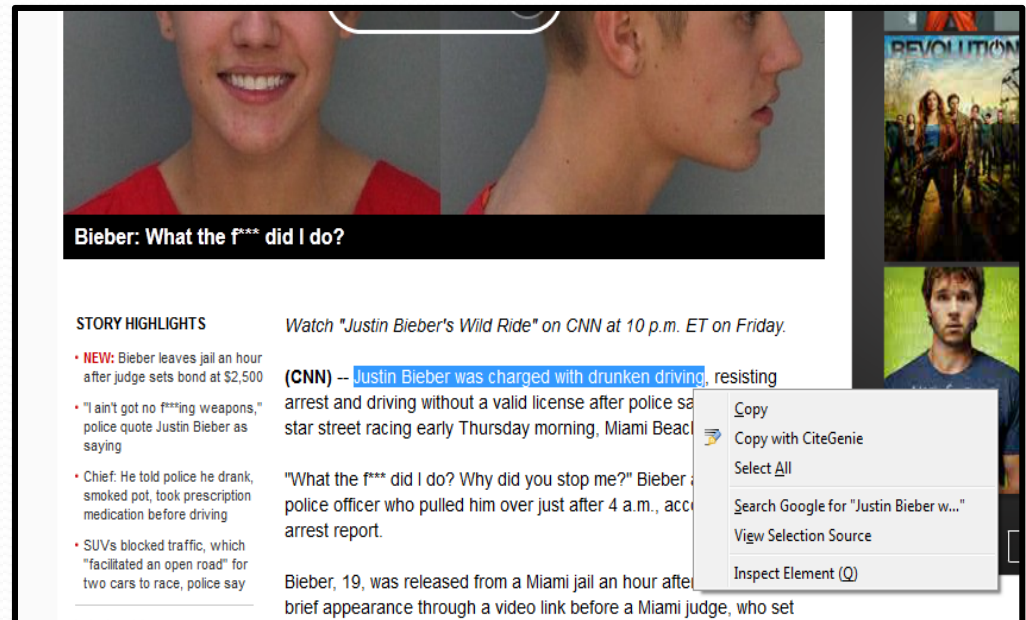 REVOLUTION
Bieber: What the f*** did I do?
STORY HIGHLIGHTS
• NEW: Bieber leaves jail an hour
after judge sets bond at $2,500
• "I ain't got no f***ing weapons,"
police quote Justin Bieber as
saying
• Chief: He told police he drank,
smoked pot, took prescription
medication before driving
• SUVs blocked traffic, which
"facilitated an open road" for
two cars to race, police say
Watch "Justin Bieber's Wild Ride" on CNN at 10 p.m. ET on Friday.
(CNN) -- Justin Bieber was charged with drunken driving, resisting
arrest and driving without a valid license after police sa
star street racing early Thursday morning, Miami Beac
"What the f*** did I do? Why did you stop me?" Bieber
police officer who pulled him over just after 4 a.m., acc
arrest report.
Bieber, 19, was released from a Miami jail an hour after
brief appearance through a video link before a Miami judge, who set
Copy
Copy with CiteGenie
Select All
Search Google for "Justin Bieber w..."
View Selection Source
Inspect Element (Q)